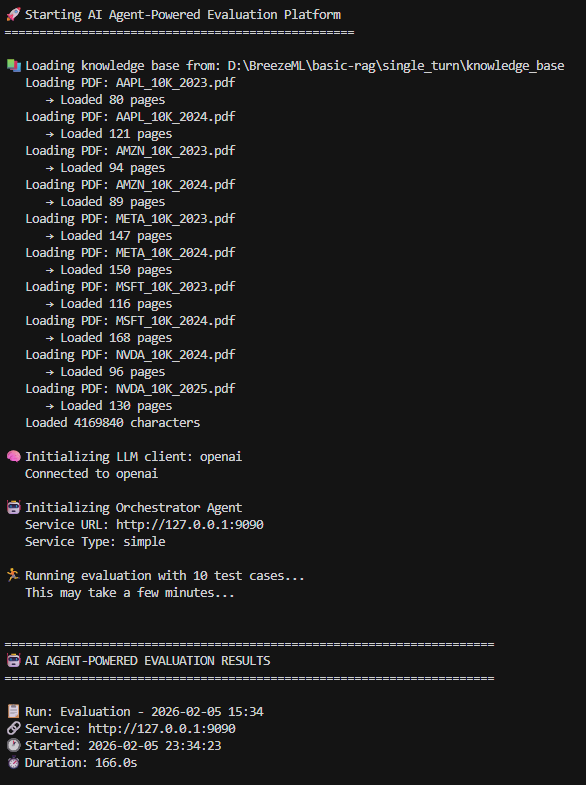 🚀 Starting AI Agent-Powered Evaluation Platform
==================================================
📚 Loading knowledge base from: D:\BreezeML\basic-rag\single_turn\knowledge_base
Loading PDF: AAPL_10K_2023.pdf
→ Loaded 80 pages
Loading PDF: AAPL_10K_2024.pdf
→ Loaded 121 pages
Loading PDF: AMZN_10K_2023.pdf
→ Loaded 94 pages
Loading PDF: AMZN_10K_2024.pdf
→ Loaded 89 pages
Loading PDF: META_10K_2023.pdf
→ Loaded 147 pages
Loading PDF: META_10K_2024.pdf
→ Loaded 150 pages
Loading PDF: MSFT_10K_2023.pdf
→ Loaded 116 pages
Loading PDF: MSFT_10K_2024.pdf
→ Loaded 168 pages
Loading PDF: NVDA_10K_2024.pdf
→ Loaded 96 pages
Loading PDF: NVDA_10K_2025.pdf
→ Loaded 130 pages
Loaded 4169840 characters
🧠 Initializing LLM client: openai
Connected to openai
🤖 Initializing Orchestrator Agent
Service URL: http://127.0.0.1:9090
Service Type: simple
🏃 Running evaluation with 10 test cases...
This may take a few minutes...
======================================================================
🤖 AI AGENT-POWERED EVALUATION RESULTS
======================================================================
📋 Run: Evaluation - 2026-02-05 15:34
🔗 Service: http://127.0.0.1:9090
🕐 Started: 2026-02-05 23:34:23
⏱️ Duration: 166.0s